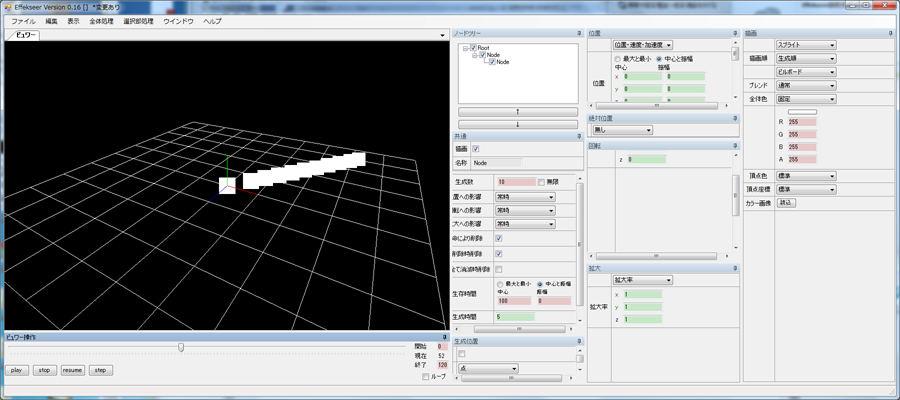 Effekseer Version 0.16 [] *変更あり
ファイル 編集 表示 全体処理 選択部処理 ウインドウ ヘルプ
ビュワー
ビュワー操作
開始 0
現在 52
終了 120
ループ
play stop resume step
ノードツリー
Root
Node
Node
↑
↓
共通
描画
名称 Node
生成数 10 無限
置への影響 常時
転への影響 常時
大への影響 常時
命により削除
削除時削除
とて消滅時削除
生存時間
最大と最小 中心と振幅
中心 振幅
100 0
生成時間 5
生成位置
点
位置
位置・速度・加速度
最大と最小 中心と振幅
中心 振幅
位置
x 0 0
y 0 0
絶対位置
無し
回転
z 0
拡大
拡大率
拡大率
x 1
y 1
z 1
描画
スプライト
描画順 生成順
ビルボード
ブレンド 通常
全体色 固定
R 255
G 255
B 255
A 255
頂点色 標準
頂点座標 標準
カラー画像 読込